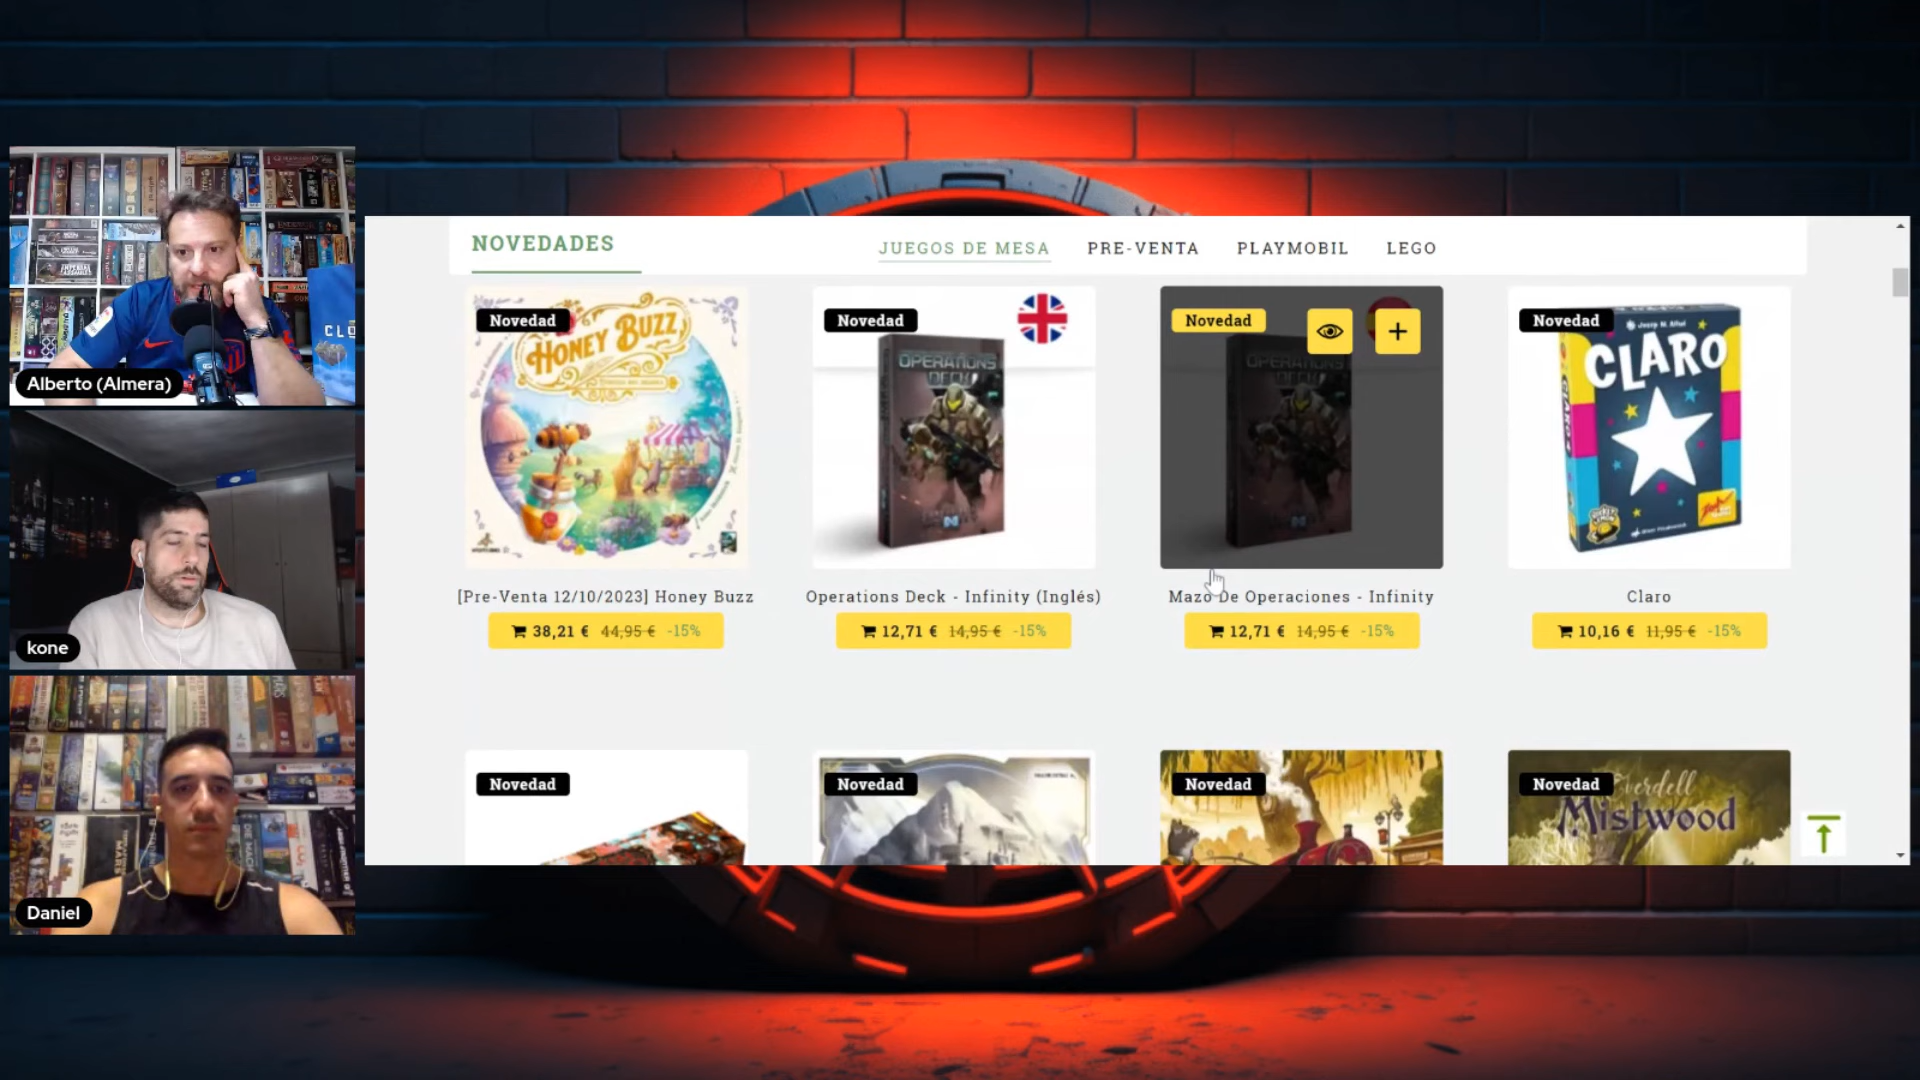 Alberto (Almera)
kone
Daniel
NOVEDADES
JUEGOS DE MESA
PRE-VENTA
PLAYMOBIL
LEGO
Novedad
HONEY BUZZ
Novedad
OPERATIONS DECK
Novedad
OPERATIONS DECK
Novedad
CLARO
[Pre-Venta 12/10/2023] Honey Buzz
Operations Deck - Infinity (Inglés)
Mazo De Operaciones - Infinity
Claro
38,21 € 44,95 € -15%
12,71 € 14,95 € -15%
12,71 € 14,95 € -15%
10,16 € 11,95 € -15%
Novedad
Novedad
Novedad
Novedad
Everdell
Mistwood